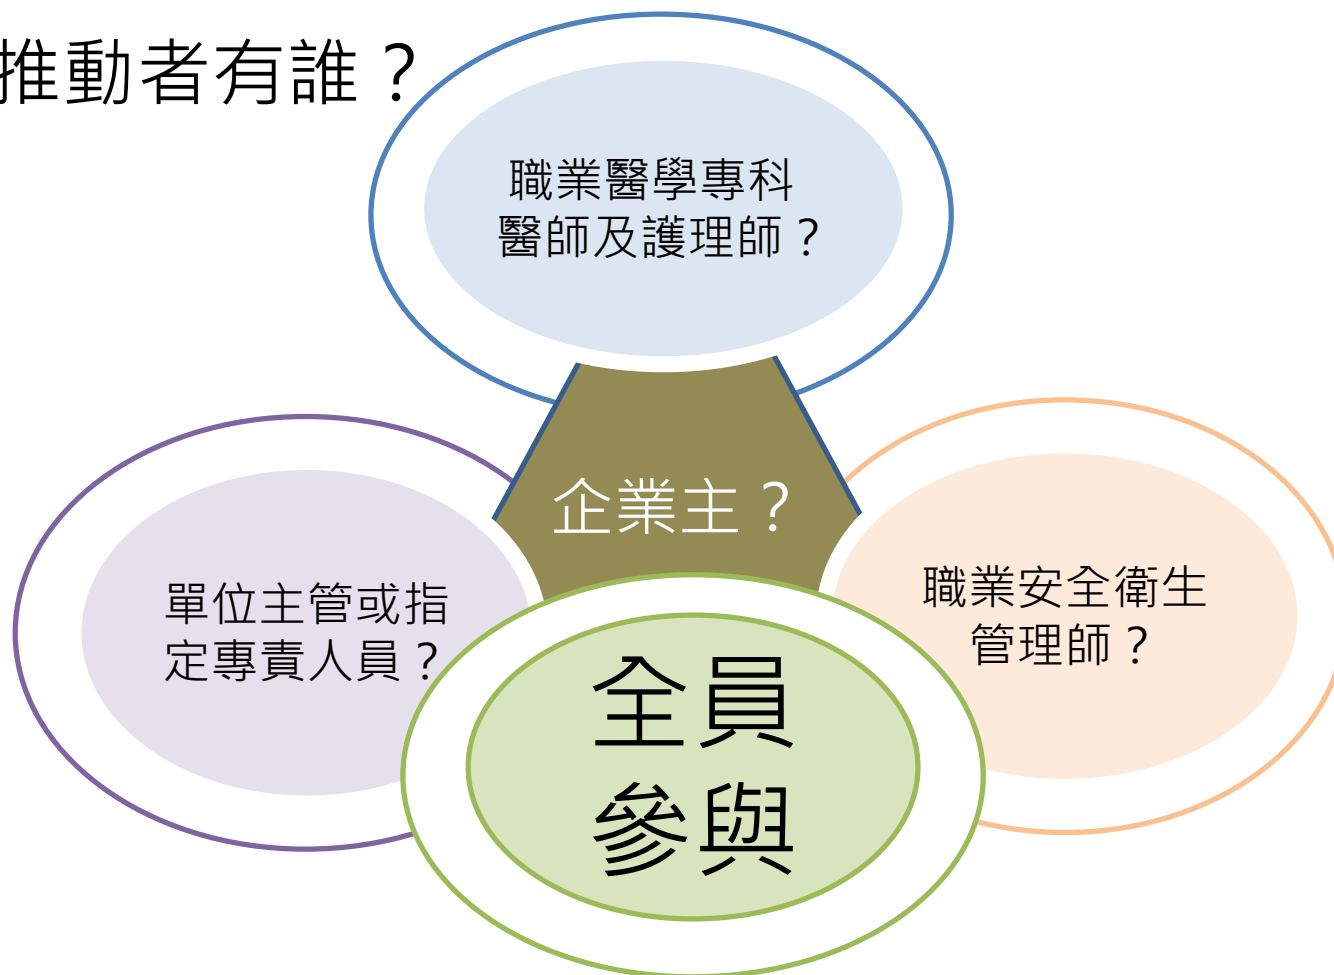 推動者有誰？
職業醫學專科
醫師及護理師？
企業主？
單位主管或指
定專責人員？
職業安全衛生
管理師？
全員
參與